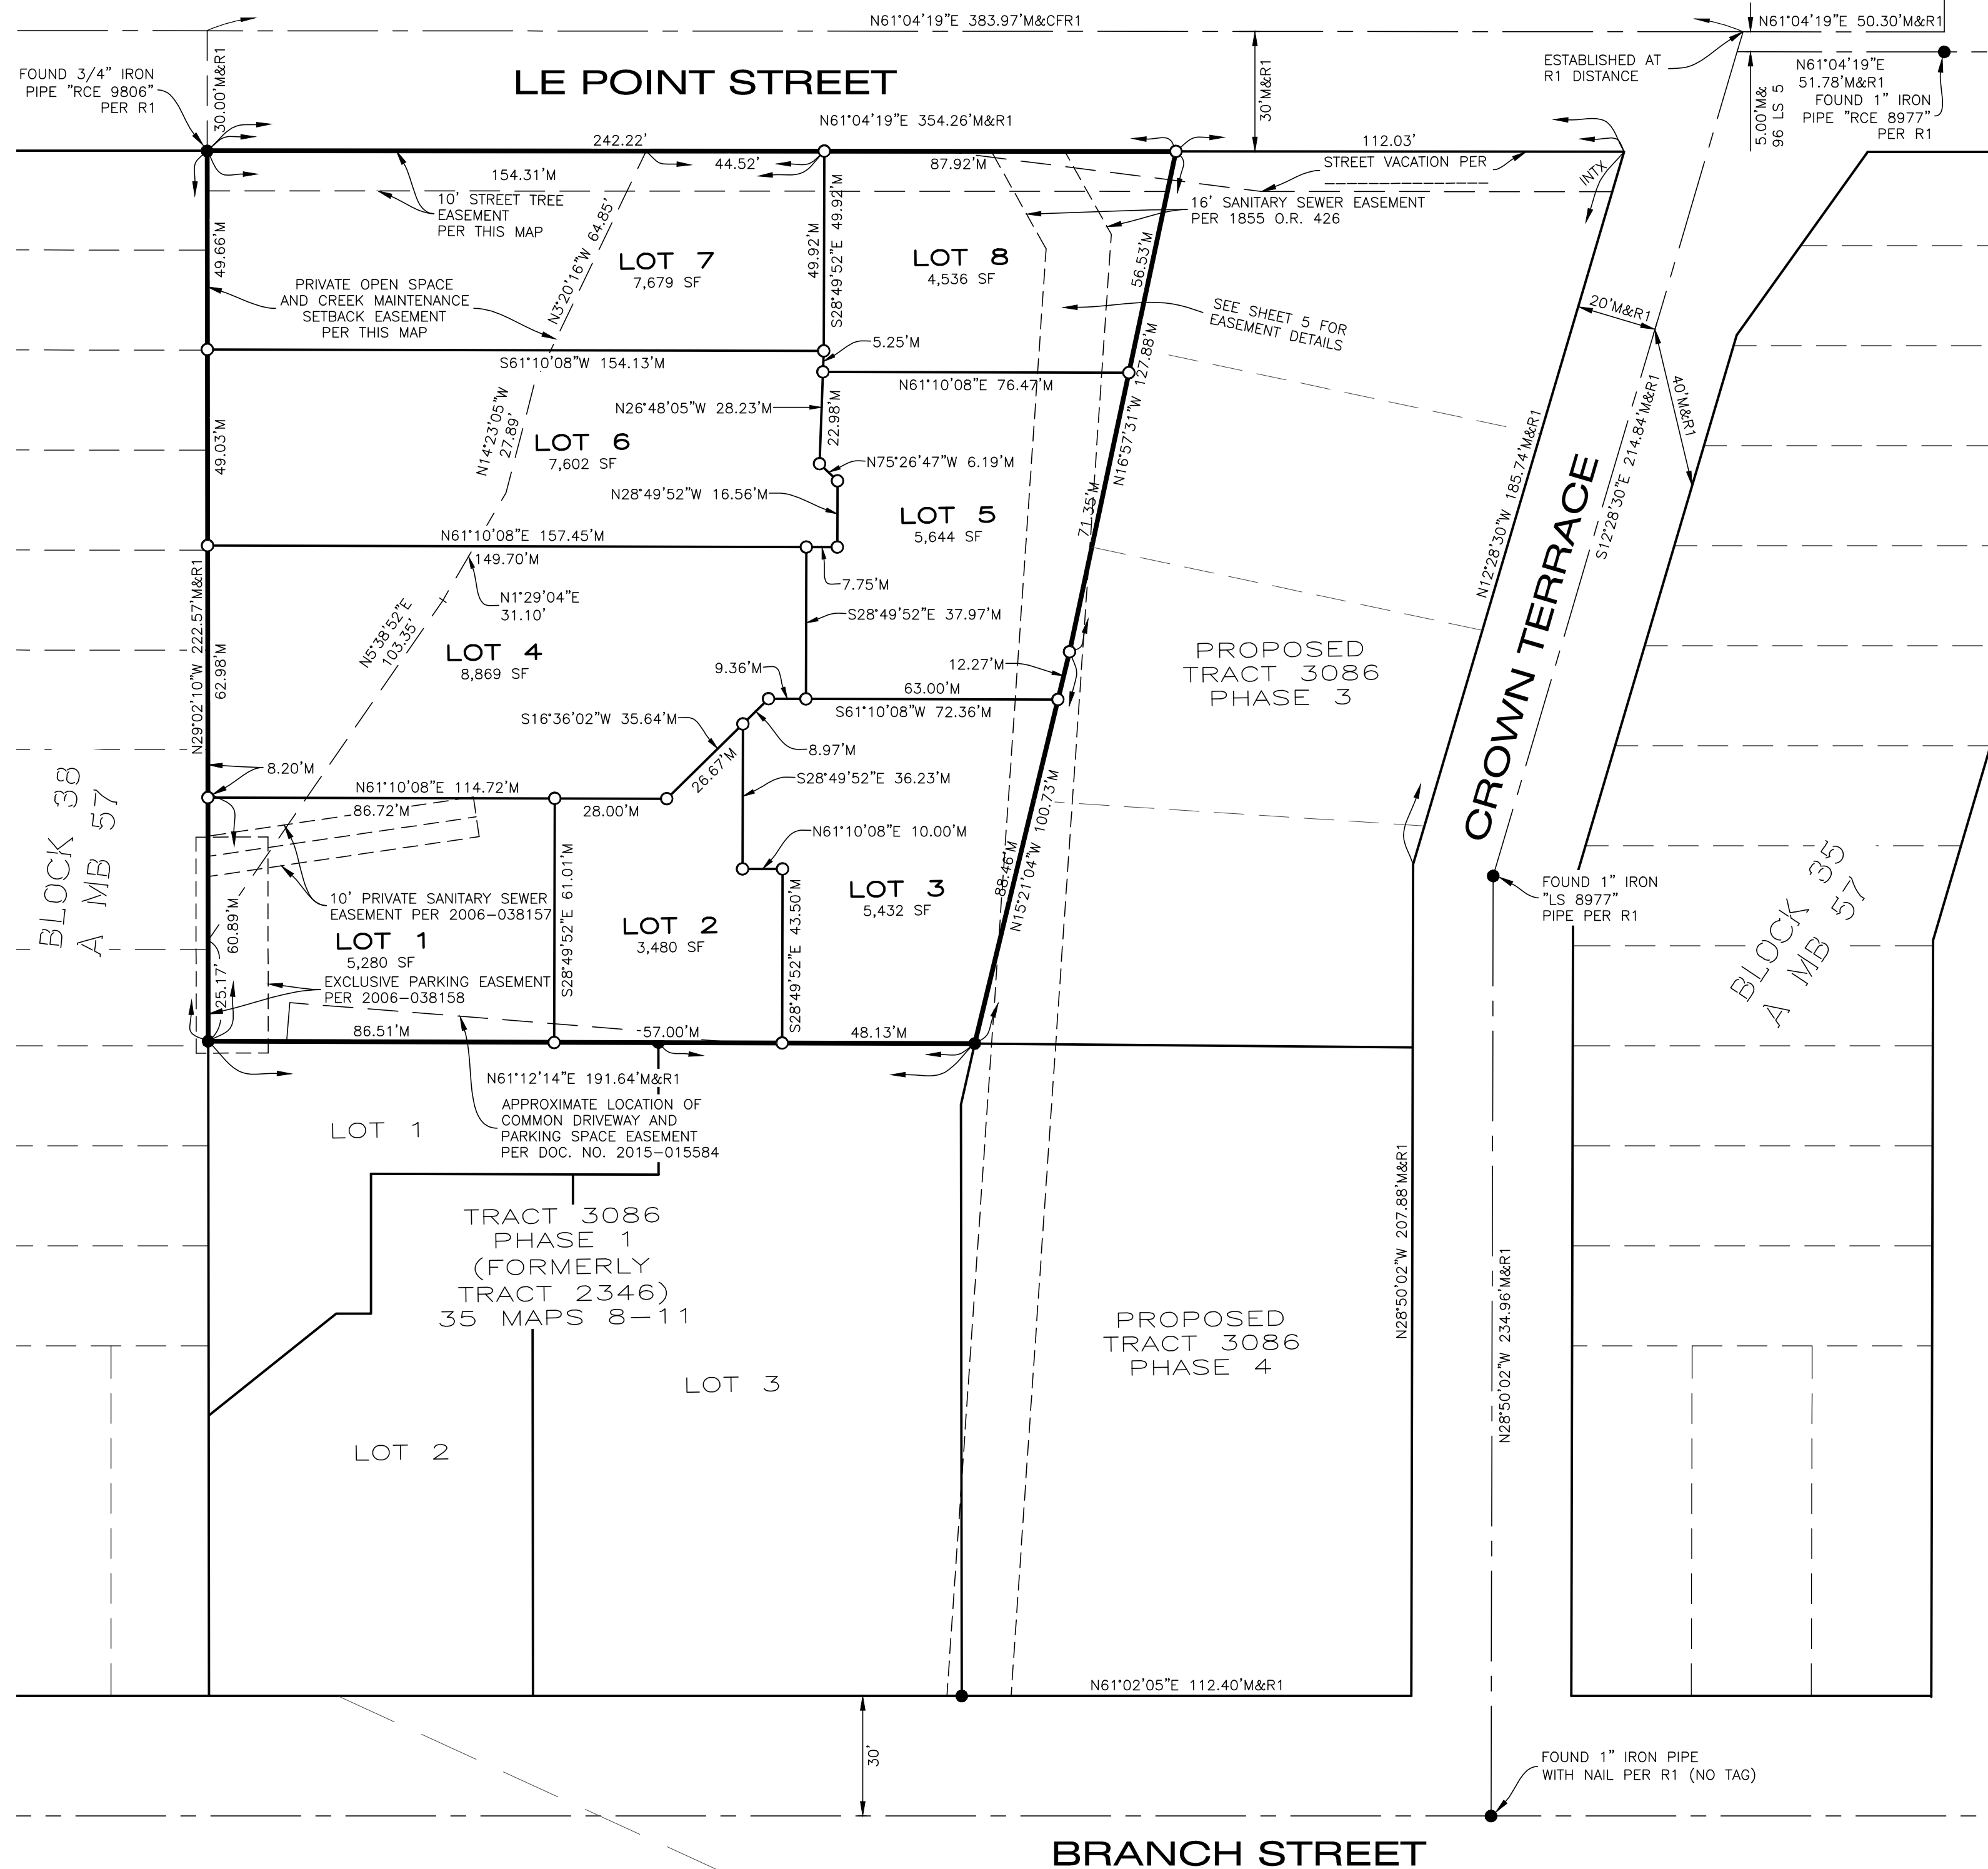 N61°04'19"E 383.97'M&CFR1
N61°04'19"E 50.30'M&R1
FOUND 3/4" IRON
PIPE "RCE 9806"
PER R1
30.00'M&R1
LE POINT STREET
30'M&R1
ESTABLISHED AT
R1 DISTANCE
5.00'M&
96 LS 5
N61°04'19"E
51.78'M&R1
FOUND 1" IRON
PIPE "RCE 8977"
PER R1
N61°04'19"E 354.26'M&R1
242.22'
112.03'
154.31'M
44.52'
87.92'M
STREET VACATION PER
INTX
10' STREET TREE
EASEMENT
PER THIS MAP
16' SANITARY SEWER EASEMENT
PER 1855 O.R. 426
49.66'M
N3°20'16"W 64.85'
LOT 7
7,679 SF
49.92'M
S28°49'52"E 49.92'M
LOT 8
4,536 SF
56.53'M
PRIVATE OPEN SPACE
AND CREEK MAINTENANCE
SETBACK EASEMENT
PER THIS MAP
SEE SHEET 5 FOR
EASEMENT DETAILS
20'M&R1
5.25'M
S61°10'08"W 154.13'M
N61°10'08"E 76.47'M
N16°57'31"W 127.88'M
40'M&R1
N26°48'05"W 28.23'M
22.98'M
49.03'M
N14°23'05"W
27.89'
LOT 6
7,602 SF
N75°26'47"W 6.19'M
N28°49'52"W 16.56'M
LOT 5
5,644 SF
71.35'M
N12°28'30"W 185.74'M&R1
CROWN TERRACE
S12°28'30"E 214.84'M&R1
N61°10'08"E 157.45'M
149.70'M
7.75'M
N1°29'04"E
31.10'
S28°49'52"E 37.97'M
N29°02'10"W 222.57'M&R1
62.98'M
N5°38'52"E
103.35'
LOT 4
8,869 SF
9.36'M
12.27'M
PROPOSED
TRACT 3086
PHASE 3
63.00'M
S61°10'08"W 72.36'M
S16°36'02"W 35.64'M
8.97'M
26.67'M
8.20'M
S28°49'52"E 36.23'M
N61°10'08"E 114.72'M
86.72'M
28.00'M
BLOCK 38
A MB 57
N61°10'08"E 10.00'M
88.46'M
N15°21'04"W 100.73'M
BLOCK 35
A MB 57
10' PRIVATE SANITARY SEWER
EASEMENT PER 2006-038157
60.89'M
LOT 1
5,280 SF
S28°49'52"E 61.01'M
LOT 2
3,480 SF
S28°49'52"E 43.50'M
LOT 3
5,432 SF
FOUND 1" IRON
"LS 8977"
PIPE PER R1
25.17'
EXCLUSIVE PARKING EASEMENT
PER 2006-038158
86.51'M
57.00'M
48.13'M
N61°12'14"E 191.64'M&R1
APPROXIMATE LOCATION OF
COMMON DRIVEWAY AND
PARKING SPACE EASEMENT
PER DOC. NO. 2015-015584
LOT 1
N28°50'02"W 207.88'M&R1
TRACT 3086
PHASE 1
(FORMERLY
TRACT 2346)
35 MAPS 8-11
N28°50'02"W 234.96'M&R1
PROPOSED
TRACT 3086
PHASE 4
LOT 3
LOT 2
N61°02'05"E 112.40'M&R1
30'
FOUND 1" IRON PIPE
WITH NAIL PER R1 (NO TAG)
BRANCH STREET